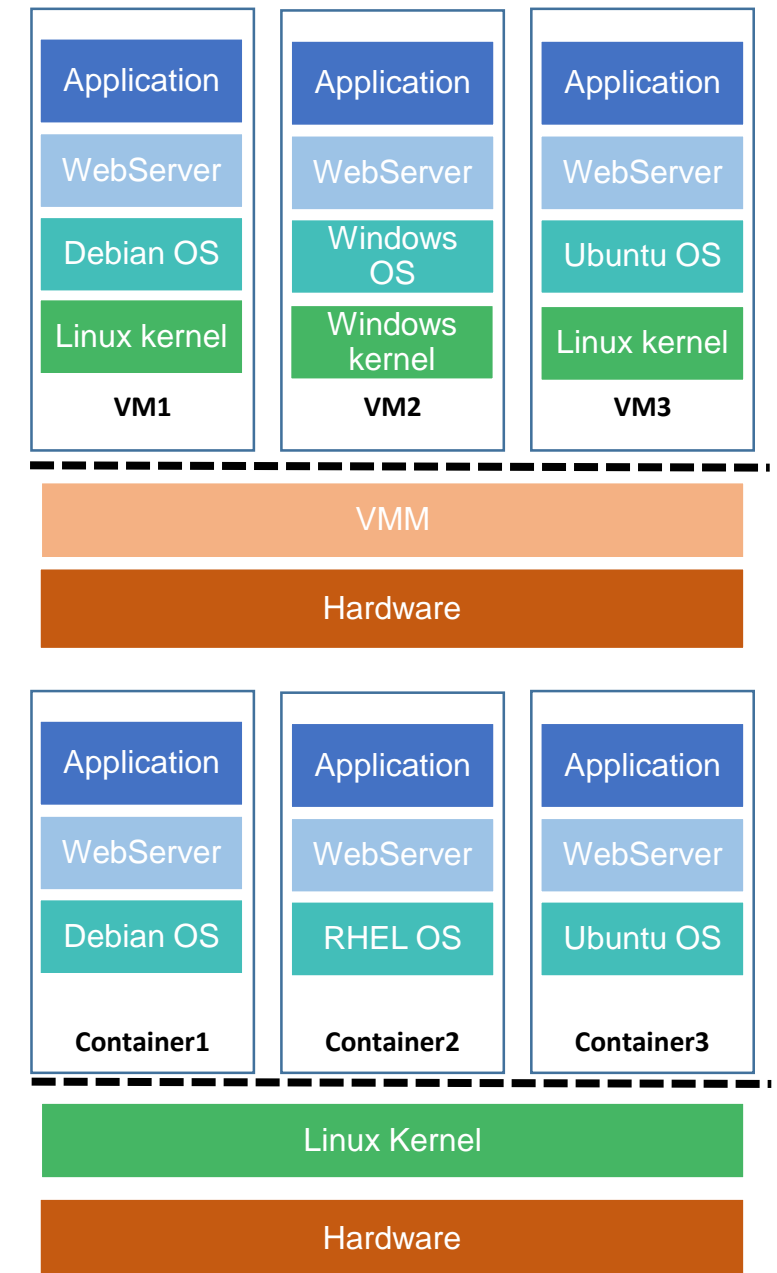 Application
WebServer
Debian OS
Linux kernel
VM1
Application
WebServer
Windows
OS
Windows
kernel
VM2
Application
WebServer
Ubuntu OS
Linux kernel
VM3
VMM
Hardware
Application
WebServer
Debian OS
Container1
Application
WebServer
RHEL OS
Container2
Application
WebServer
Ubuntu OS
Container3
Linux Kernel
Hardware